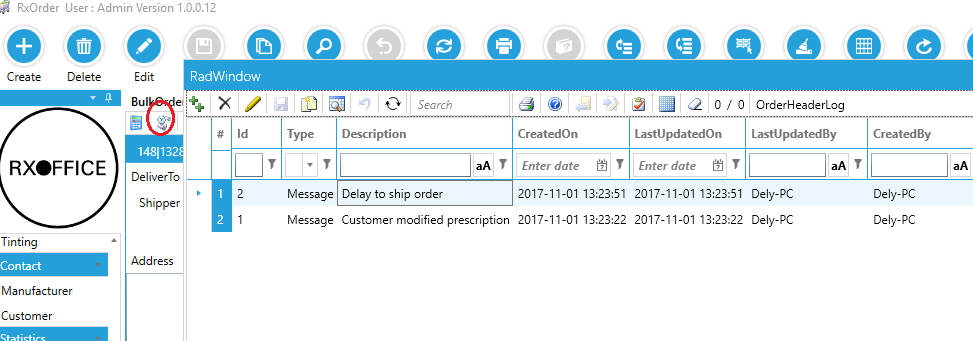 RxOrder User : Admin Version 1.0.0.12
Create Delete Edit
RadWindow
BulkOrder
Search 0 / 0 OrderHeaderLog
RXOFFICE
# Id Type Description CreatedOn LastUpdatedOn LastUpdatedBy CreatedBy
148|1328
aA Enter date Enter date aA aA
DeliverTo
1 2 Message Delay to ship order 2017-11-01 13:23:51 2017-11-01 13:23:51 Dely-PC Dely-PC
Shipper
2 1 Message Customer modified prescription 2017-11-01 13:23:22 2017-11-01 13:23:22 Dely-PC Dely-PC
Tinting
Address
Contact
Manufacturer
Customer
Statistics